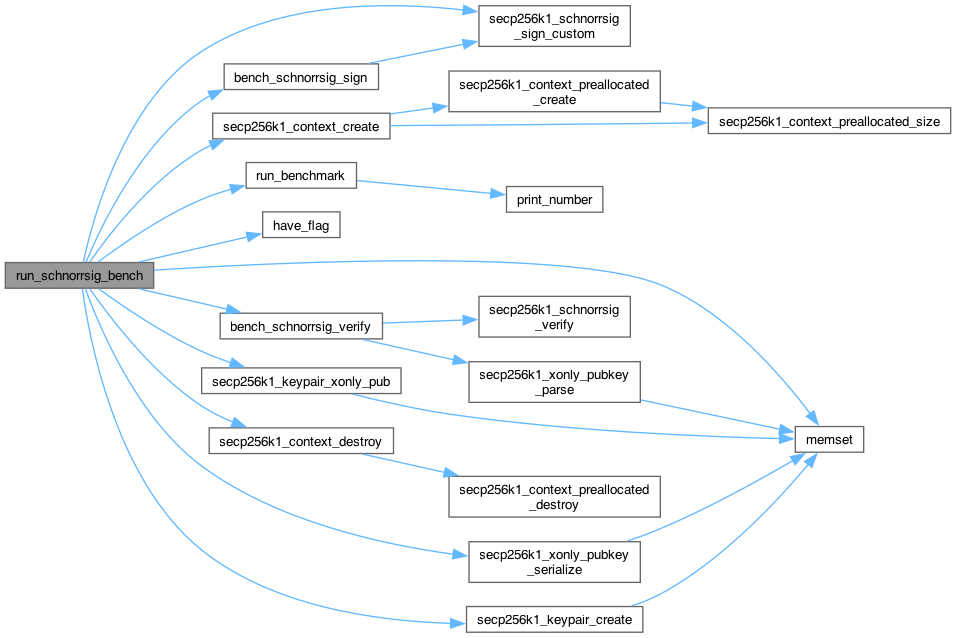 secp256k1_schnorrsig
_sign_custom
bench_schnorrsig_sign
secp256k1_context_preallocated
_create
secp256k1_context_create
secp256k1_context_preallocated_size
run_benchmark
print_number
have_flag
run_schnorrsig_bench
bench_schnorrsig_verify
secp256k1_schnorrsig
_verify
secp256k1_keypair_xonly_pub
secp256k1_xonly_pubkey
_parse
memset
secp256k1_context_destroy
secp256k1_context_preallocated
_destroy
secp256k1_xonly_pubkey
_serialize
secp256k1_keypair_create